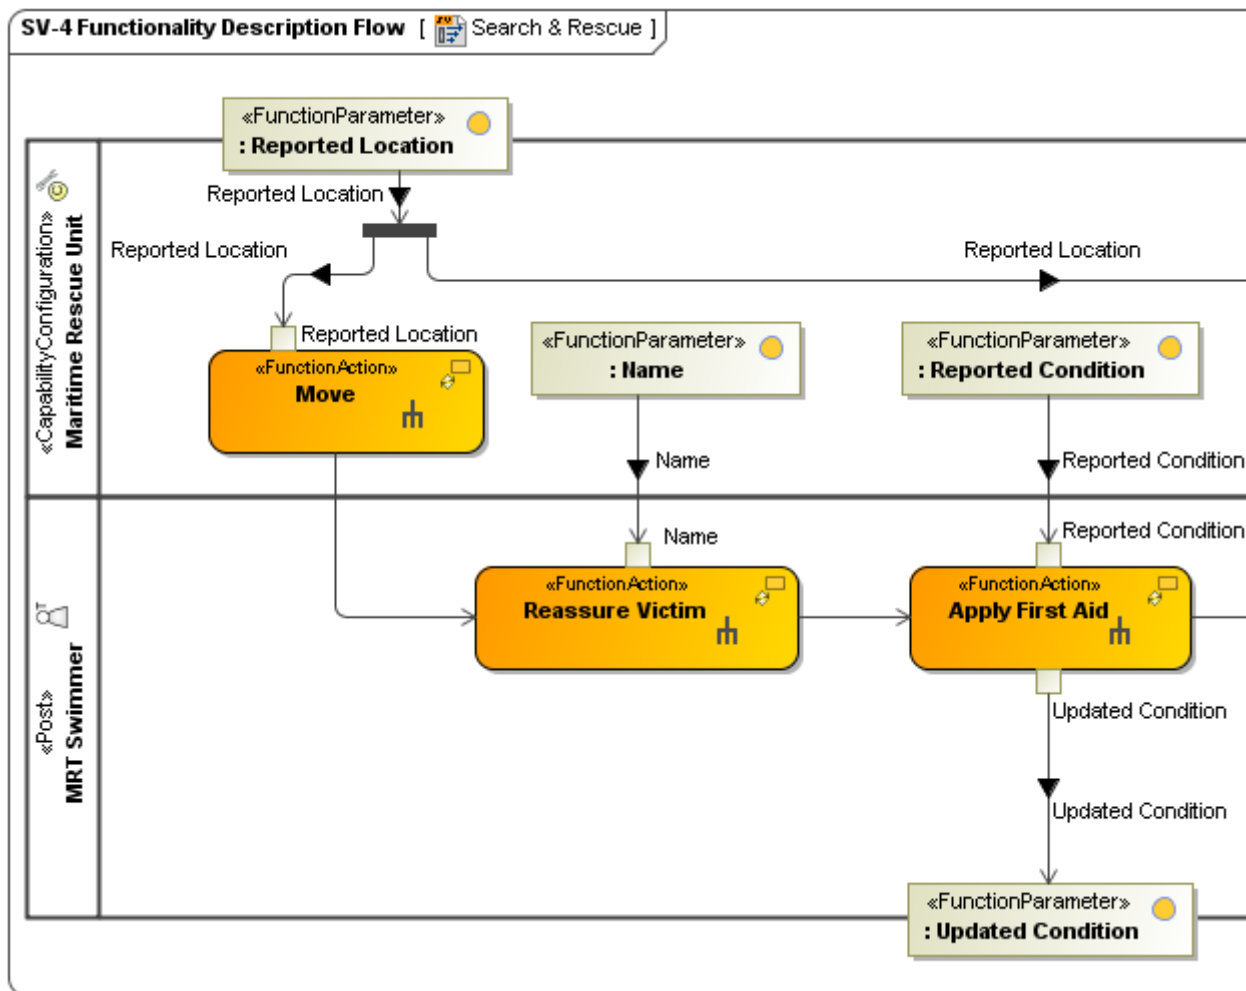 SV-4 Functionality Description Flow [ Search & Rescue ]
«FunctionParameter»
: Reported Location
Reported Location
Reported Location
Reported Location
Reported Location
«CapabilityConfiguration»
Maritime Rescue Unit
«FunctionAction»
Move
«FunctionParameter»
: Name
«FunctionParameter»
: Reported Condition
Name
Reported Condition
Name
Reported Condition
«Post»
MRT Swimmer
«FunctionAction»
Reassure Victim
«FunctionAction»
Apply First Aid
Updated Condition
Updated Condition
«FunctionParameter»
: Updated Condition